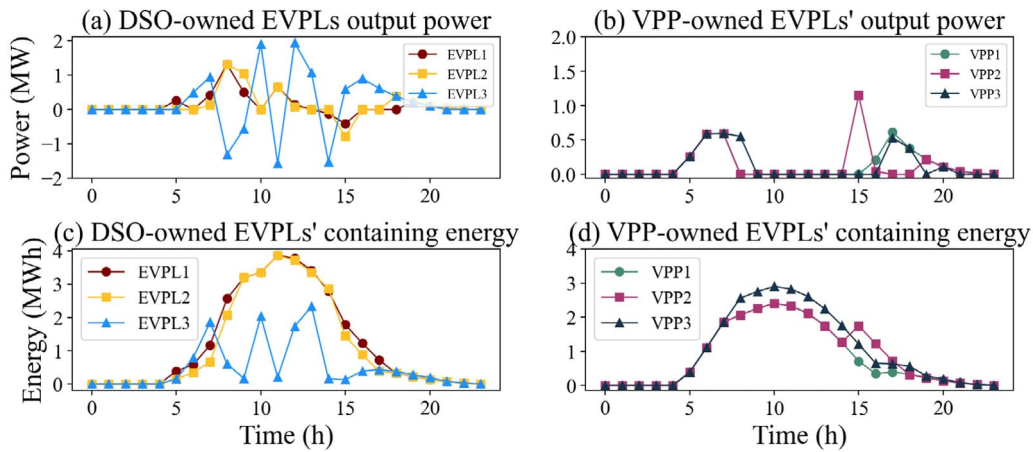 (a) DSO-owned EVPLs output power
Power (MW)
2
1
0
−1
−2
EVPL1
EVPL2
EVPL3
0 5 10 15 20
(b) VPP-owned EVPLs' output power
2.0
1.5
1.0
0.5
0.0
VPP1
VPP2
VPP3
0 5 10 15 20
(c) DSO-owned EVPLs' containing energy
Energy (MWh)
4
3
2
1
0
EVPL1
EVPL2
EVPL3
0 5 10 15 20
Time (h)
(d) VPP-owned EVPLs' containing energy
4
3
2
1
0
VPP1
VPP2
VPP3
0 5 10 15 20
Time (h)